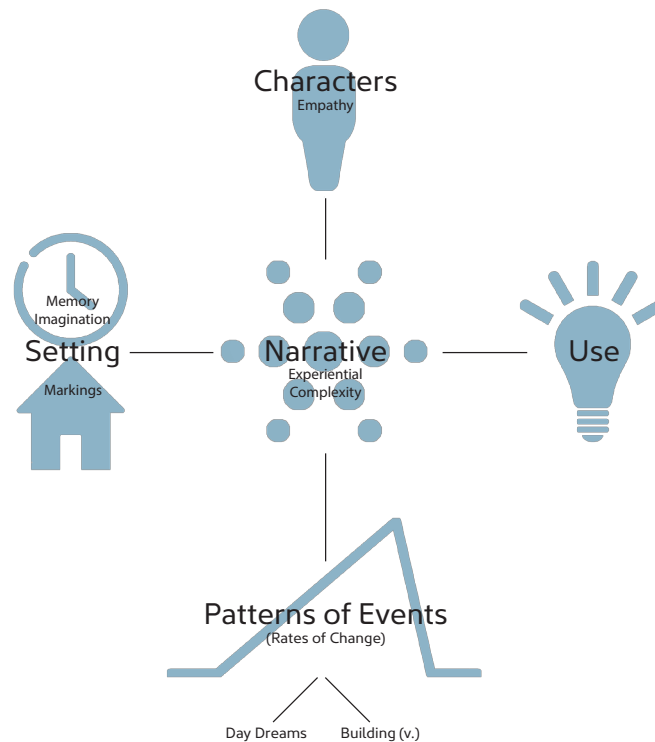 Characters
Empathy
Memory
Imagination
Setting
Markings
Narrative
Experiential
Complexity
Use
Patterns of Events
(Rates of Change)
Day Dreams
Building (v.)